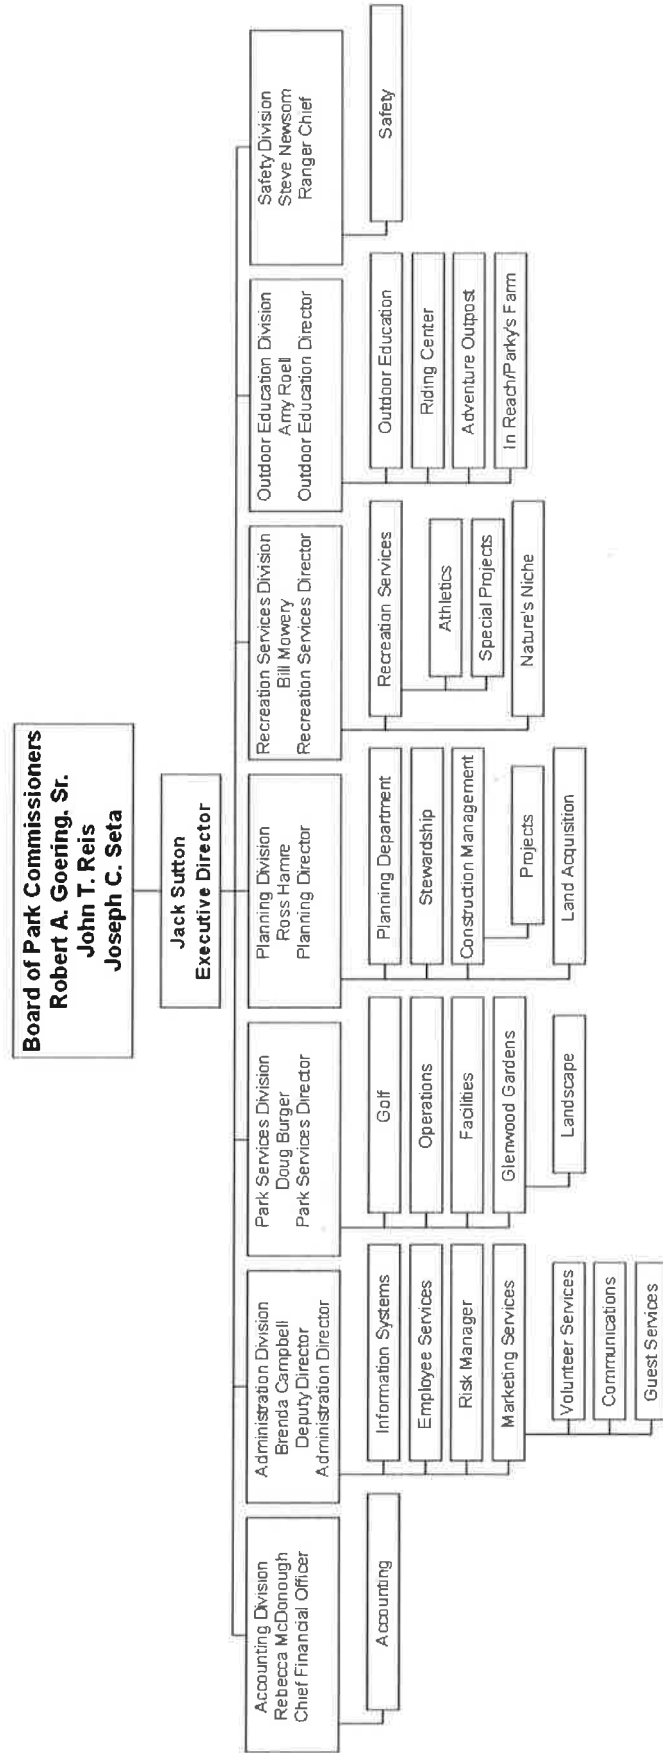 Board of Park Commissioners
Robert A. Goering, Sr.
John T. Reis
Joseph C. Seta
Jack Sutton
Executive Director
Accounting Division
Rebecca McDonough
Chief Financial Officer
Accounting
Administration Division
Brenda Campbell
Deputy Director
Administration Director
Information Systems
Employee Services
Risk Manager
Marketing Services
Volunteer Services
Communications
Guest Services
Park Services Division
Doug Burger
Park Services Director
Golf
Operations
Facilities
Glenwood Gardens
Landscape
Planning Division
Ross Hamre
Planning Director
Planning Department
Stewardship
Construction Management
Projects
Land Acquisition
Recreation Services Division
Bill Mowery
Recreation Services Director
Recreation Services
Athletics
Special Projects
Nature's Niche
Outdoor Education Division
Amy Roell
Outdoor Education Director
Outdoor Education
Riding Center
Adventure Outpost
In Reach/Parky's Farm
Safety Division
Steve Newsom
Ranger Chief
Safety